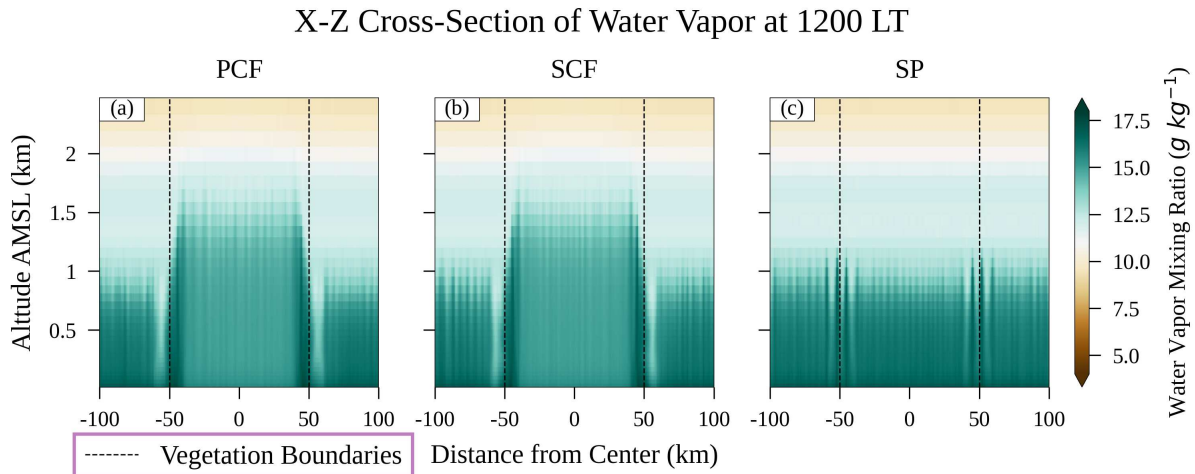 X-Z Cross-Section of Water Vapor at 1200 LT
PCF
SCF
SP
(a)
(b)
(c)
Alttude AMSL (km)
2
1.5
1
0.5
-100 -50 0 50 100
-100 -50 0 50 100
-100 -50 0 50 100
17.5
15.0
12.5
10.0
7.5
5.0
Water Vapor Mixing Ratio (g kg⁻¹)
Vegetation Boundaries
Distance from Center (km)